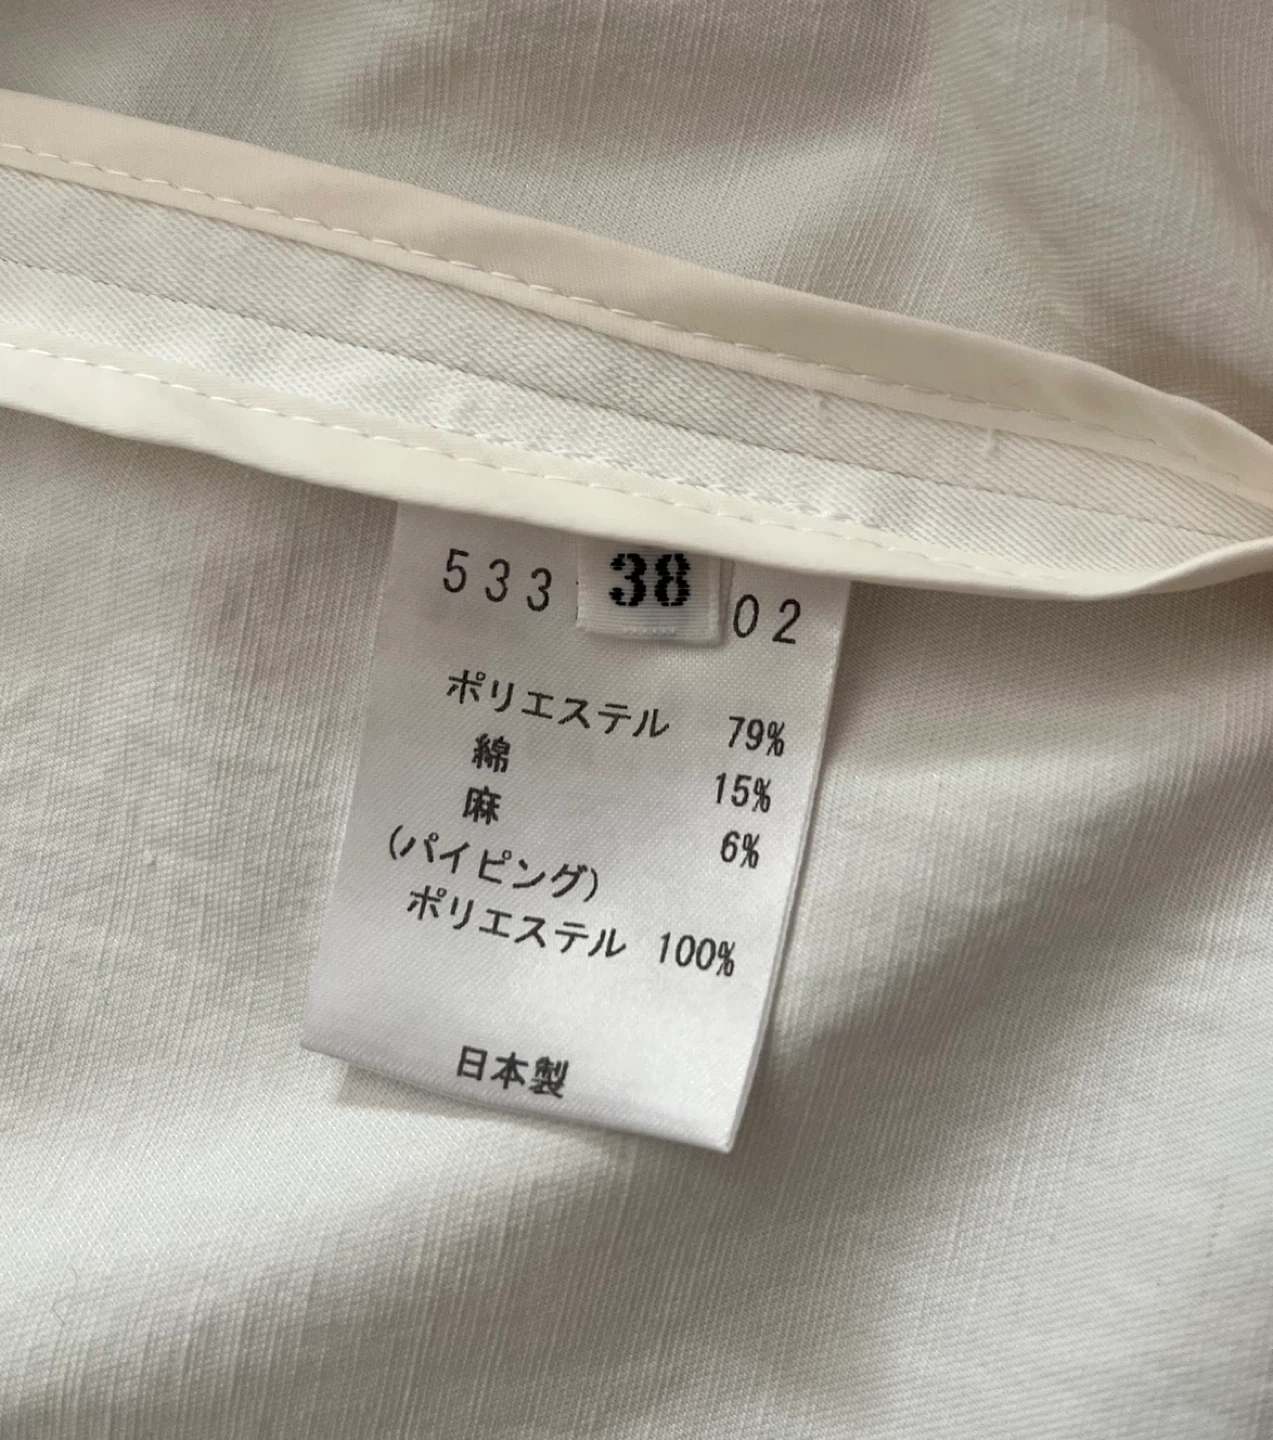 533 38 02
ポリエステル 79%
綿 15%
麻 6%
(パイピング)
ポリエステル 100%
日本製